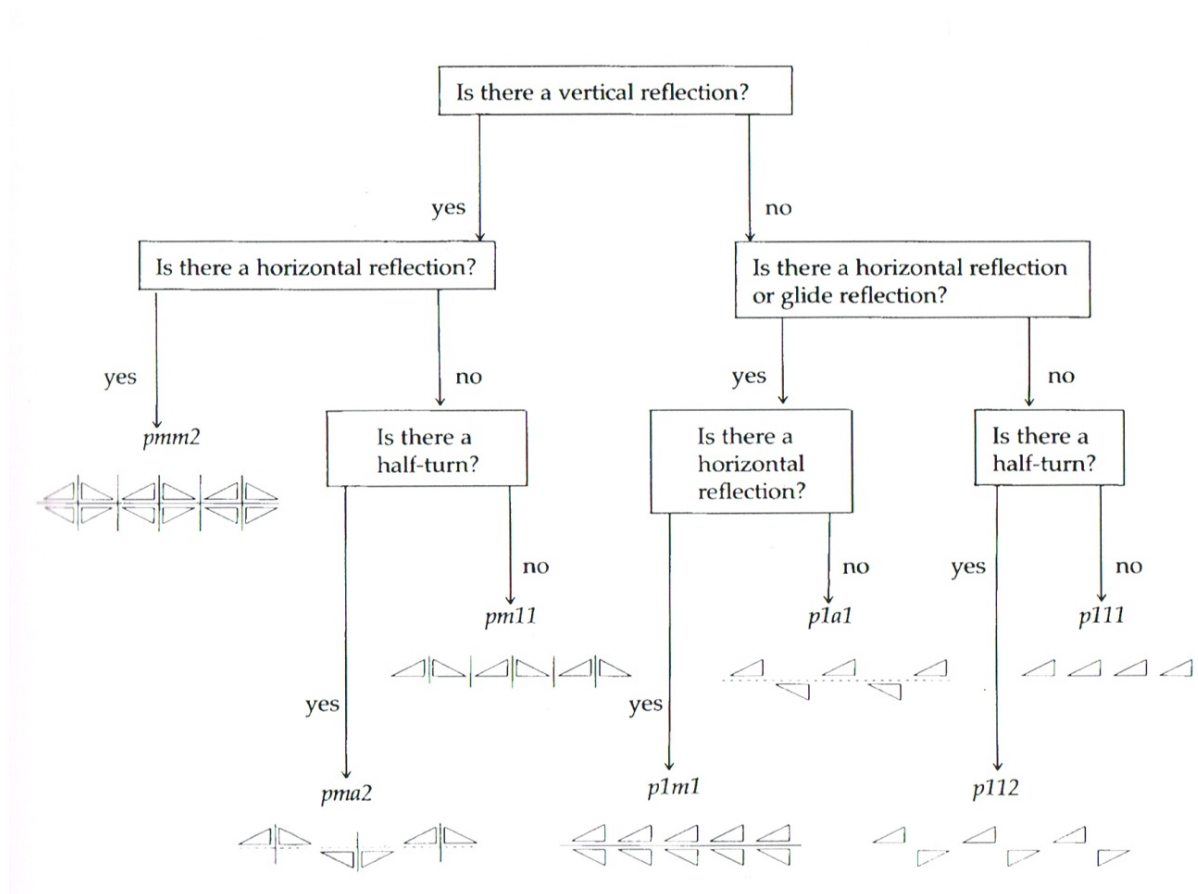 Is there a vertical reflection?
yes
no
Is there a horizontal reflection?
Is there a horizontal reflection
or glide reflection?
yes
no
yes
no
pmm2
Is there a
half-turn?
Is there a
horizontal
reflection?
Is there a
half-turn?
no
no
yes
no
pm11
p1a1
p111
yes
yes
pma2
p1m1
p112